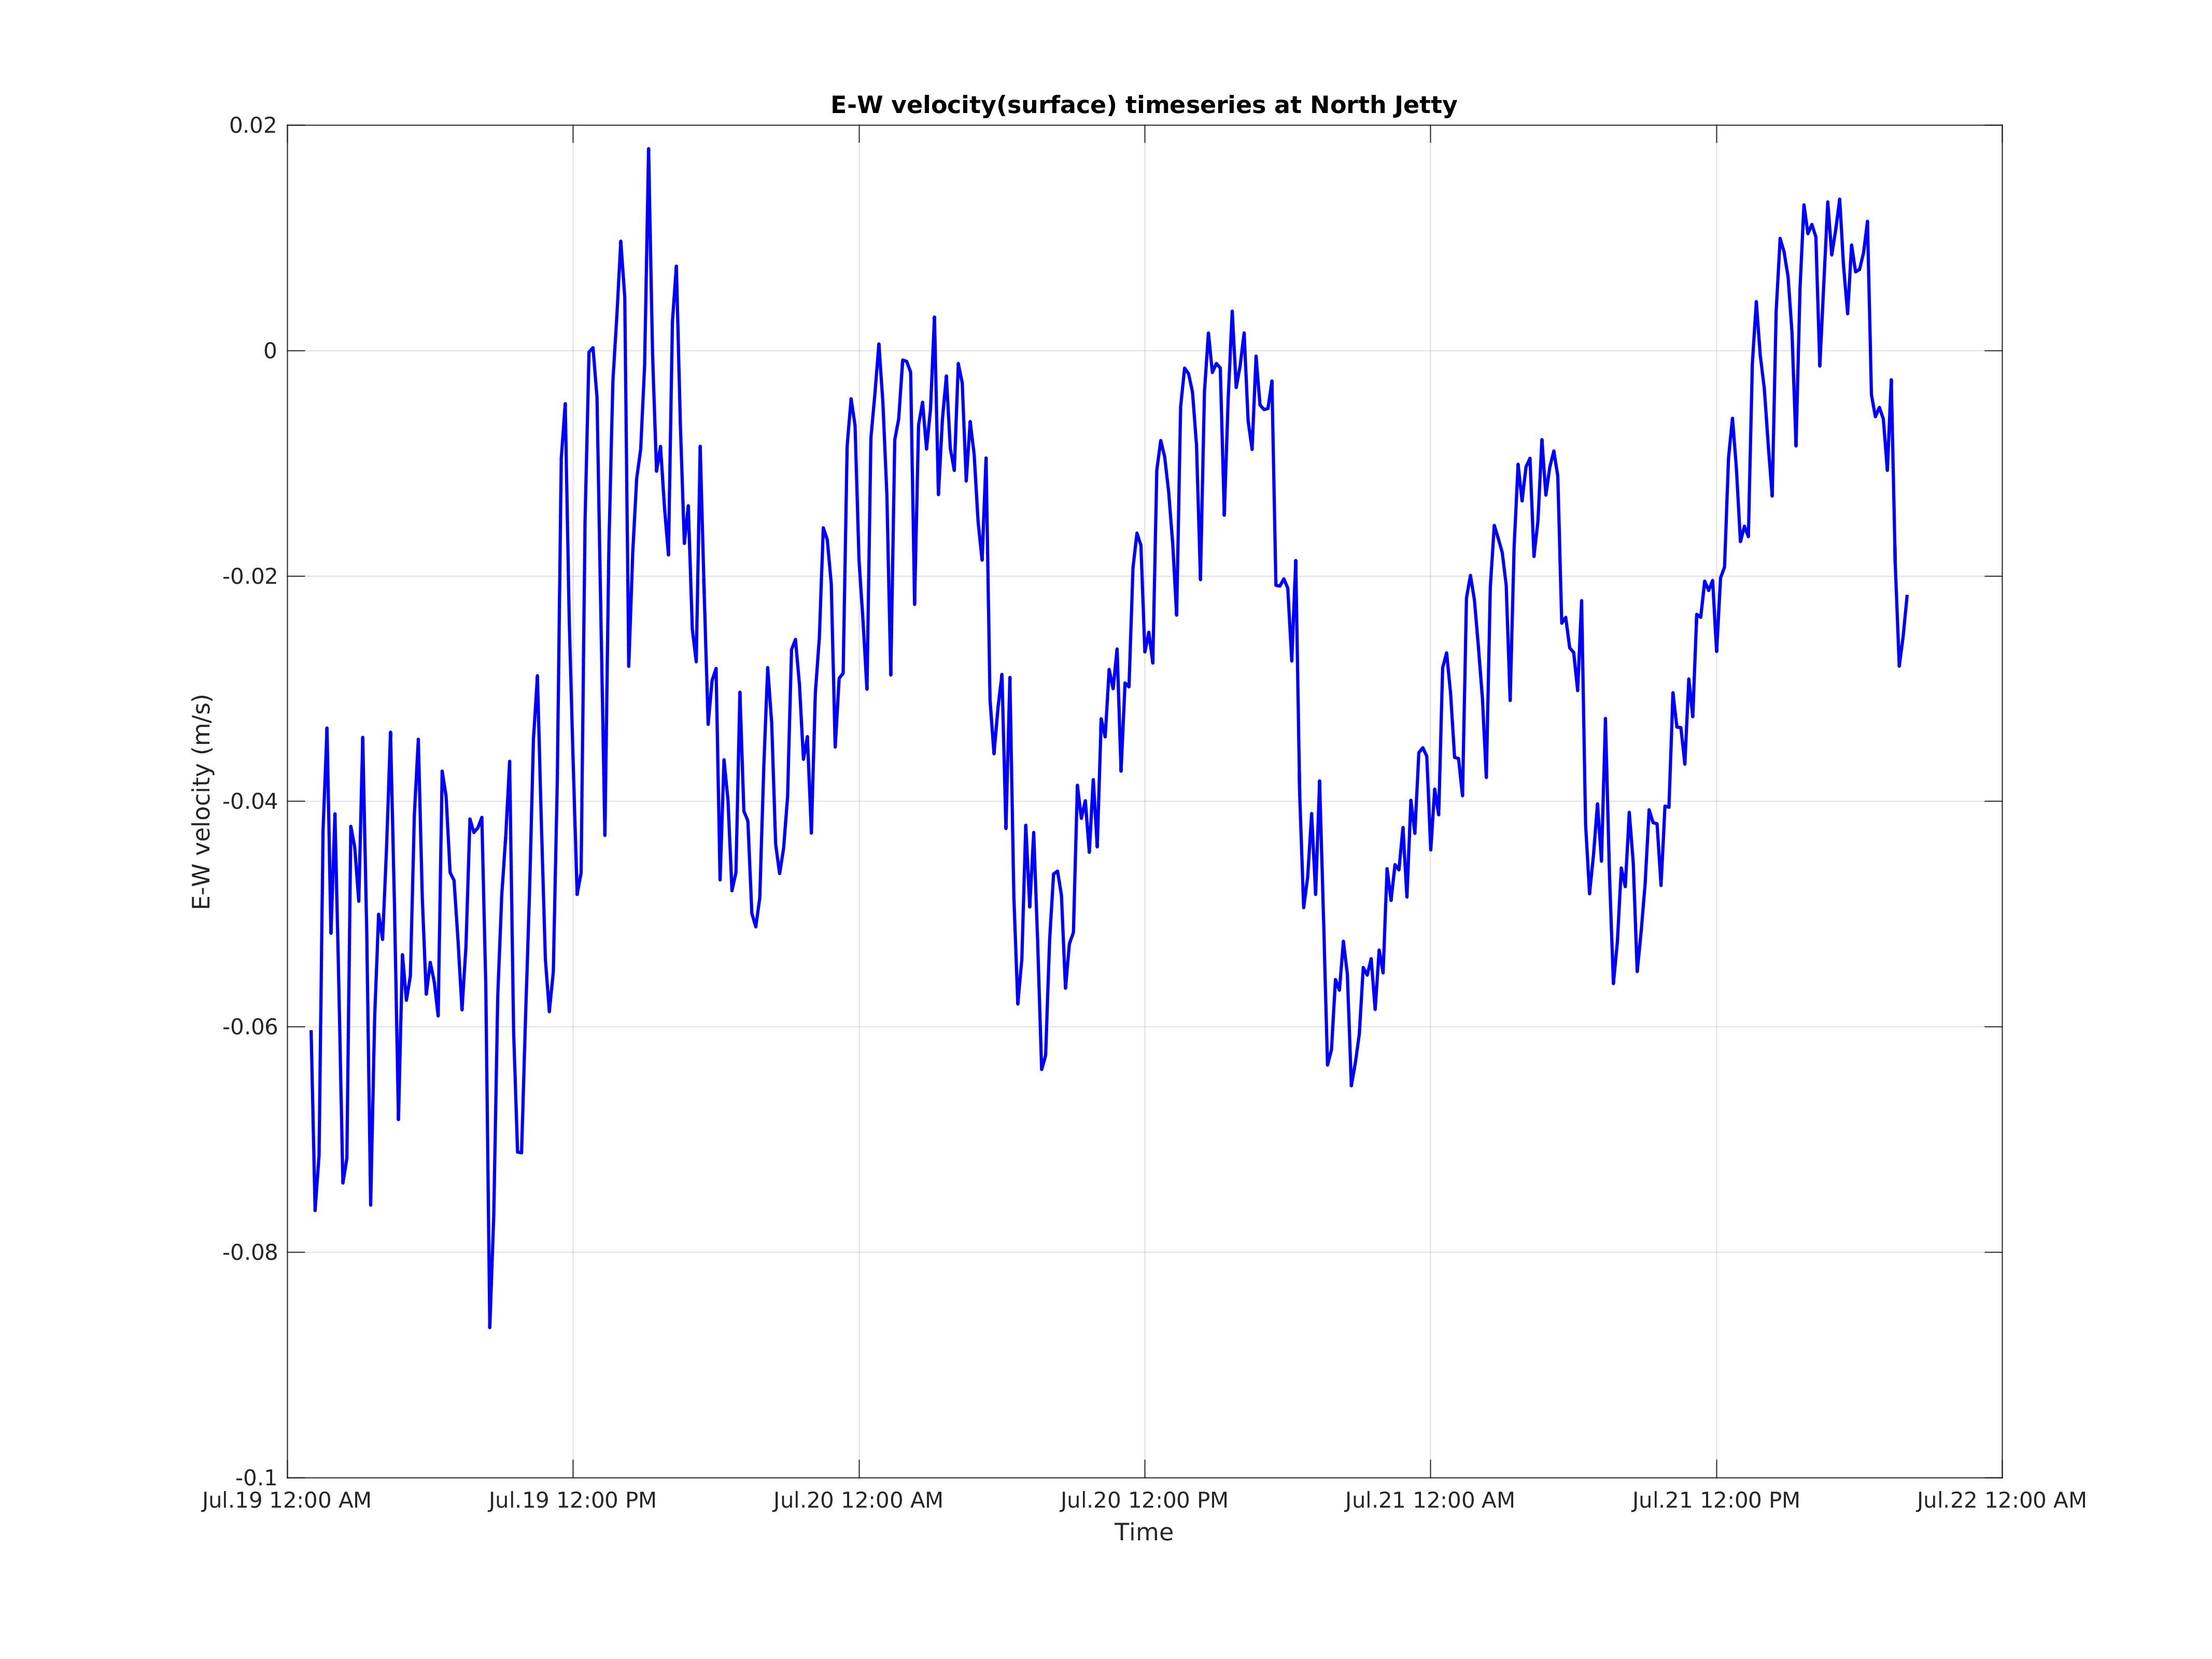 E-W velocity(surface) timeseries at North Jetty
0.02
0
-0.02
-0.04
-0.06
-0.08
-0.1
E-W velocity (m/s)
Jul.19 12:00 AM
Jul.19 12:00 PM
Jul.20 12:00 AM
Jul.20 12:00 PM
Jul.21 12:00 AM
Jul.21 12:00 PM
Jul.22 12:00 AM
Time